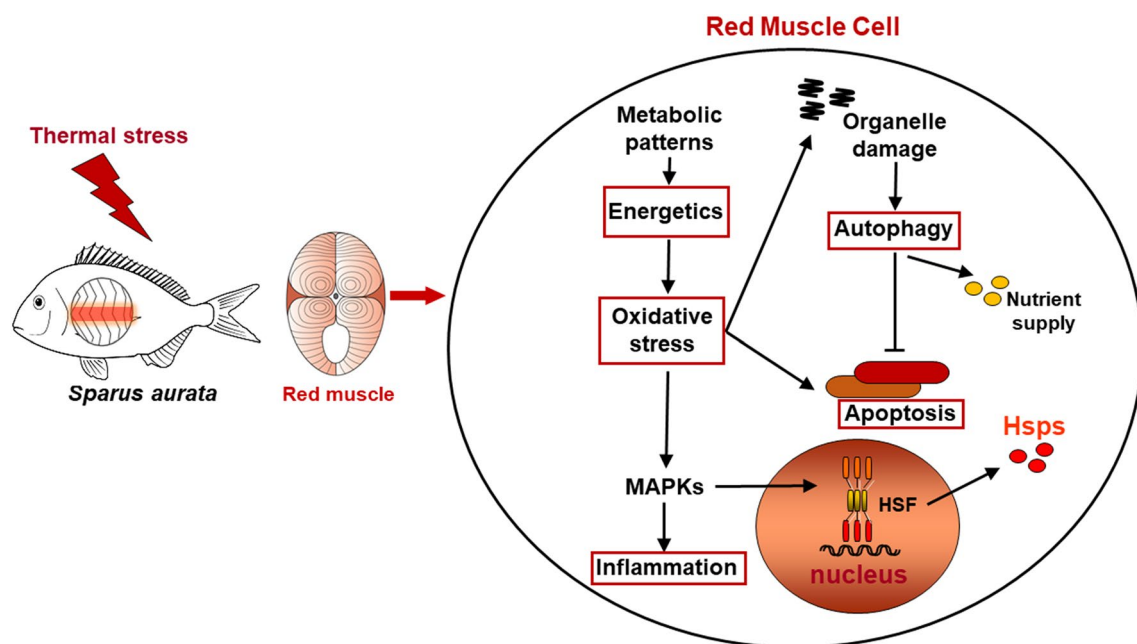 Red Muscle Cell
Thermal stress
Sparus aurata
Red muscle
Metabolic
patterns
Energetics
Oxidative
stress
MAPKs
Inflammation
Organelle
damage
Autophagy
Nutrient
supply
Apoptosis
Hsps
HSF
nucleus